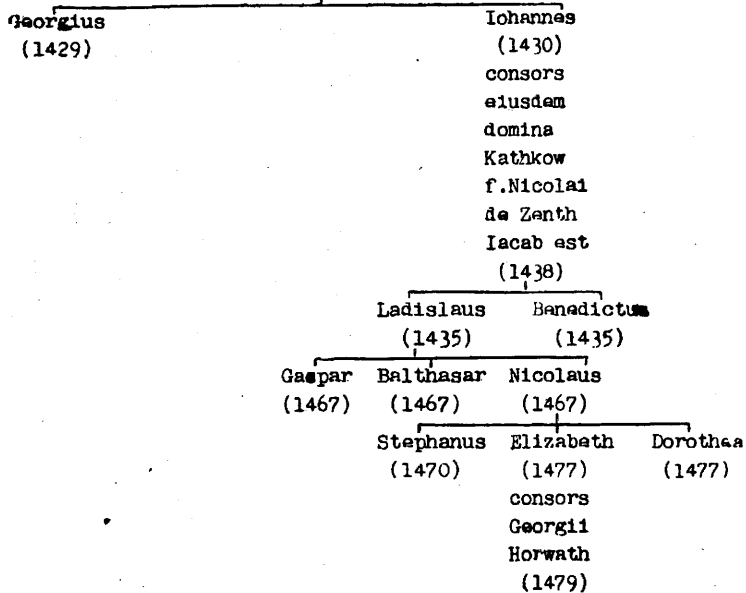 Georgius Iohannes
(1429) (1430)
consors
eiusdem
domina
Kathkow
f.Nicolai
de Zenth
Iacab est
(1438)
Ladislaus Benedictus
(1435) (1435)
Gaspar Balthasar Nicolaus
(1467) (1467) (1467)
Stephanus Elizabeth Dorothea
(1470) (1477) (1477)
consors
Georgii
Horwath
(1479)